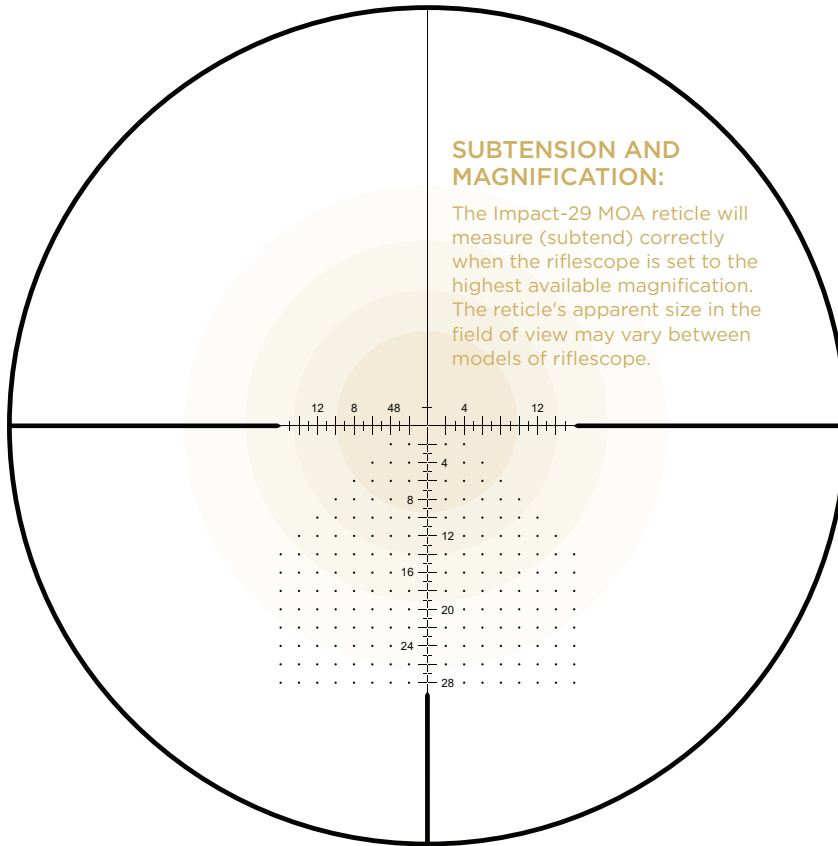 SUBTENSION AND
MAGNIFICATION:
The Impact-29 MOA reticle will
measure (subtend) correctly
when the riflescope is set to the
highest available magnification.
The reticle's apparent size in the
field of view may vary between
models of riflescope.
12 8 48 4 12
4
8
12
16
20
24
28